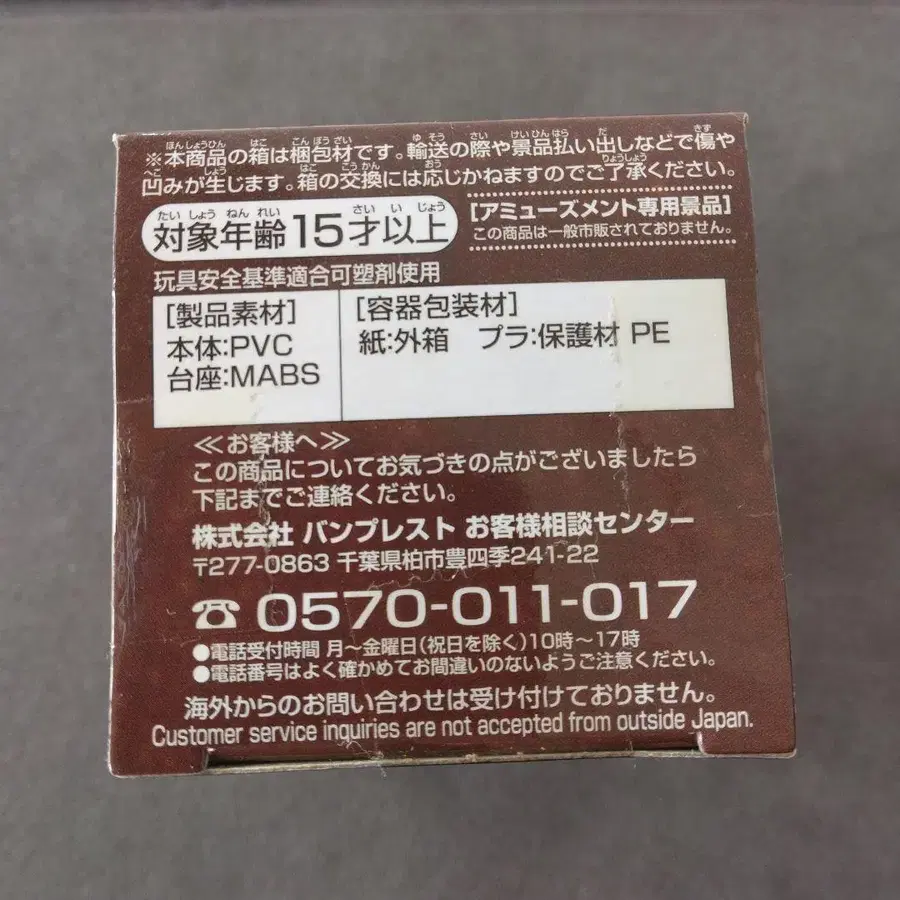 ※本商品の箱は梱包材です。輸送の際や景品払い出しなどで傷や
凹みが生じます。箱の交換には応じかねますのでご了承ください。
対象年齢15才以上
[アミューズメント専用景品]
この商品は一般市販されておりません。
玩具安全基準適合可塑剤使用
[製品素材]
本体:PVC
台座:MABS
[容器包装材]
紙:外箱 プラ:保護材 PE
≪お客様へ≫
この商品についてお気づきの点がございましたら
下記までご連絡ください。
株式会社 バンプレスト お客様相談センター
〒277-0863 千葉県柏市豊四季241-22
☎ 0570-011-017
●電話受付時間 月~金曜日(祝日を除く)10時~17時
●電話番号はよく確かめてお間違いのないようご注意ください。
海外からのお問い合わせは受け付けておりません。
Customer service inquiries are not accepted from outside Japan.